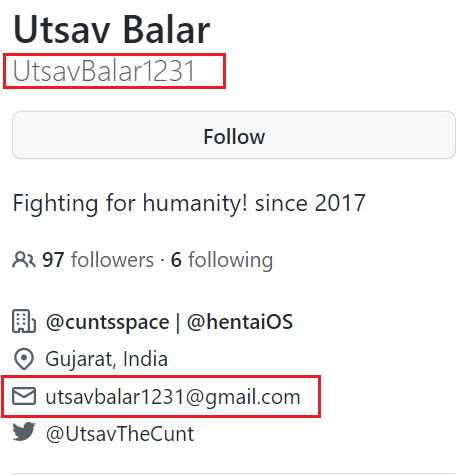 Utsav Balar
UtsavBalar1231
Follow
Fighting for humanity! since 2017
97 followers · 6 following
@cuntsspace | @hentaiOS
Gujarat, India
utsavbalar1231@gmail.com
@UtsavTheCunt